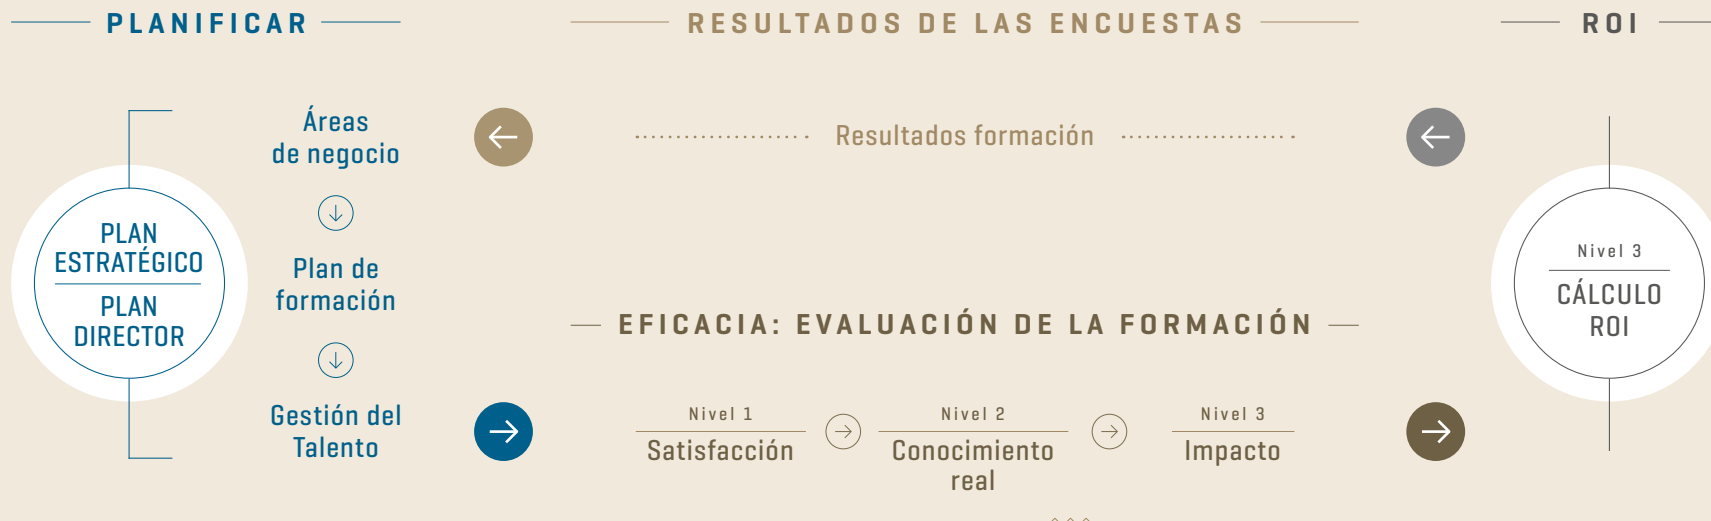 PLANIFICAR
RESULTADOS DE LAS ENCUESTAS
ROI
Áreas
de negocio
Resultados formación
PLAN
ESTRATÉGICO
PLAN
DIRECTOR
Plan de
formación
Gestión del
Talento
EFICACIA: EVALUACIÓN DE LA FORMACIÓN
Nivel 1
Satisfacción
Nivel 2
Conocimiento
real
Nivel 3
Impacto
Nivel 3
CÁLCULO
ROI